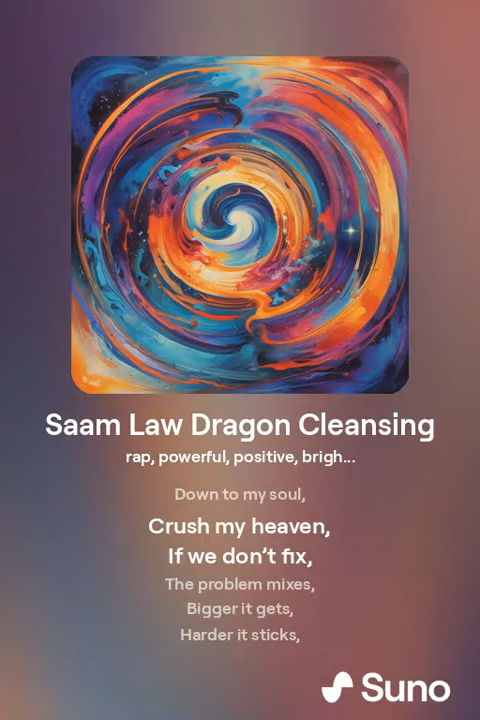 Saam Law Dragon Cleansing
rap, powerful, positive, brigh...
Down to my soul,
Crush my heaven,
If we don't fix,
The problem mixes,
Bigger it gets,
Harder it sticks,
Suno